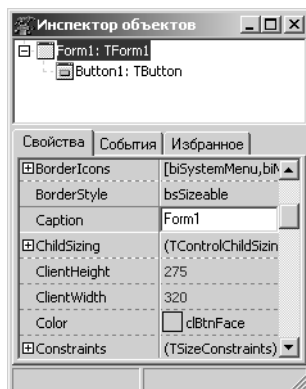 Инспектор объектов
Form1: TForm1
Button1: TButton
Свойства События Избранное
BorderIcons [biSystemMenu,biM
BorderStyle bsSizeable
Caption Form1
ChildSizing (TControlChildSizin
ClientHeight 275
ClientWidth 320
Color clBtnFace
Constraints (TSizeConstraints)